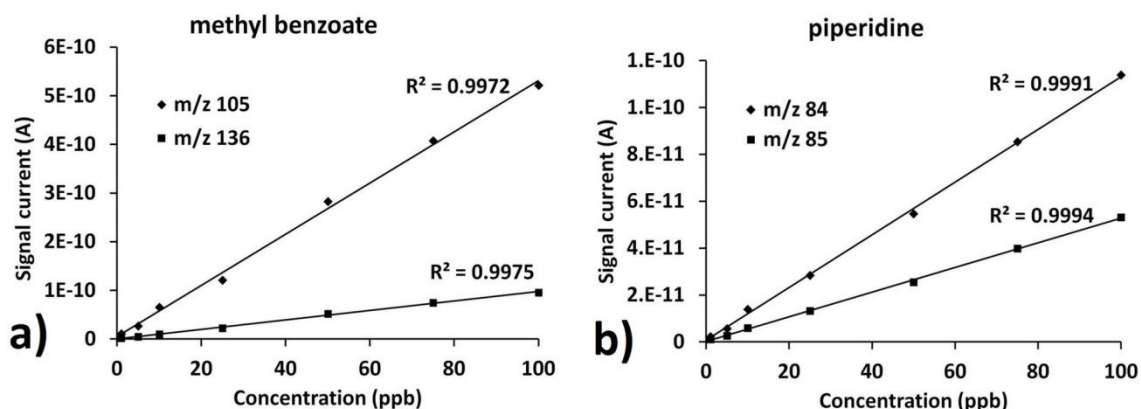 methyl benzoate
a)
6E-10
5E-10
4E-10
3E-10
2E-10
1E-10
0
Signal current (A)
R² = 0.9972
m/z 105
m/z 136
R² = 0.9975
0 20 40 60 80 100
Concentration (ppb)
piperidine
b)
1.E-10
1.E-10
8.E-11
6.E-11
4.E-11
2.E-11
0
Signal current (A)
R² = 0.9991
m/z 84
m/z 85
R² = 0.9994
0 20 40 60 80 100
Concentration (ppb)